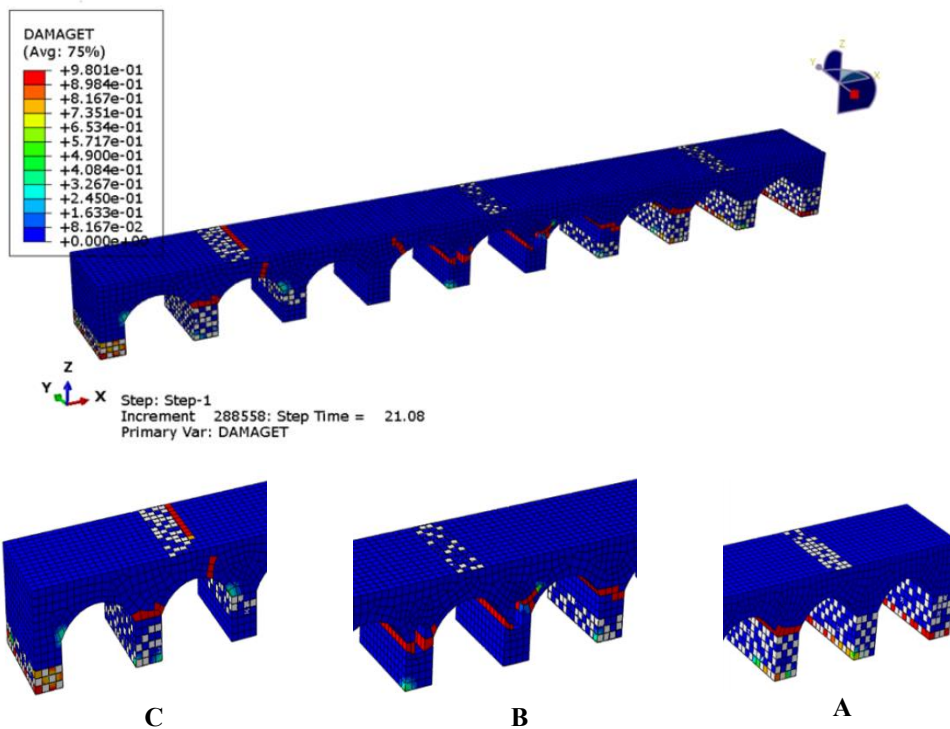 DAMAGET
(Avg: 75%)
+9.801e-01
+8.984e-01
+8.167e-01
+7.351e-01
+6.534e-01
+5.717e-01
+4.900e-01
+4.084e-01
+3.267e-01
+2.450e-01
+1.633e-01
+8.167e-02
+0.000e+00
Z
Y X
Z
Y X
Step: Step-1
Increment 288558: Step Time = 21.08
Primary Var: DAMAGET
C B A